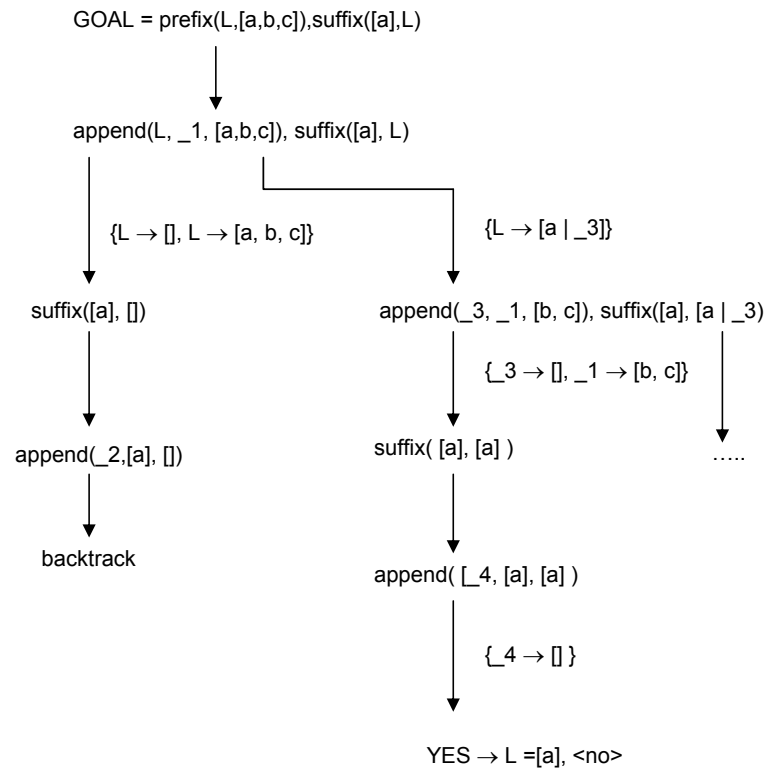 GOAL = prefix(L,[a,b,c]),suffix([a],L)
append(L, _1, [a,b,c]), suffix([a], L)
{L → [], L → [a, b, c]}
{L → [a | _3]}
suffix([a], [])
append(_3, _1, [b, c]), suffix([a], [a | _3)
{_3 → [], _1 → [b, c]}
append(_2,[a], [])
suffix( [a], [a] )
…..
backtrack
append( [_4, [a], [a] )
{_4 → [] }
YES → L =[a], <no>